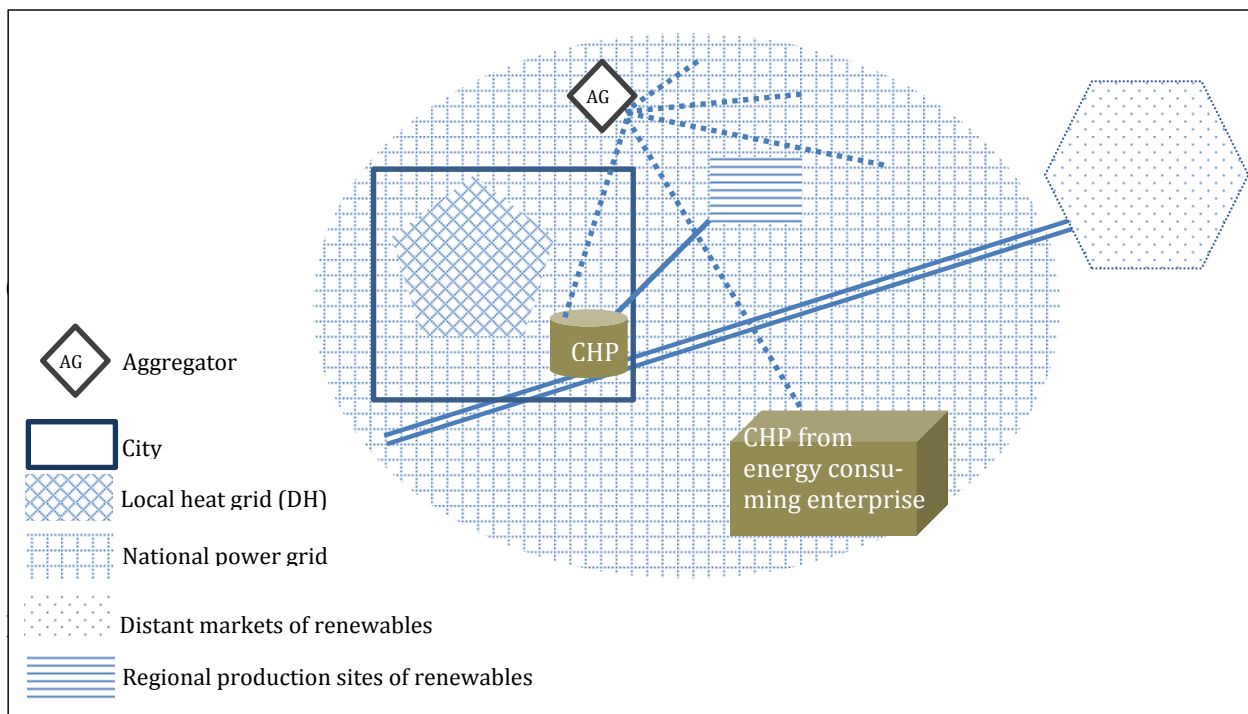 AG
CHP
CHP from
energy consu-
ming enterprise
AG
Aggregator
City
Local heat grid (DH)
National power grid
Distant markets of renewables
Regional production sites of renewables